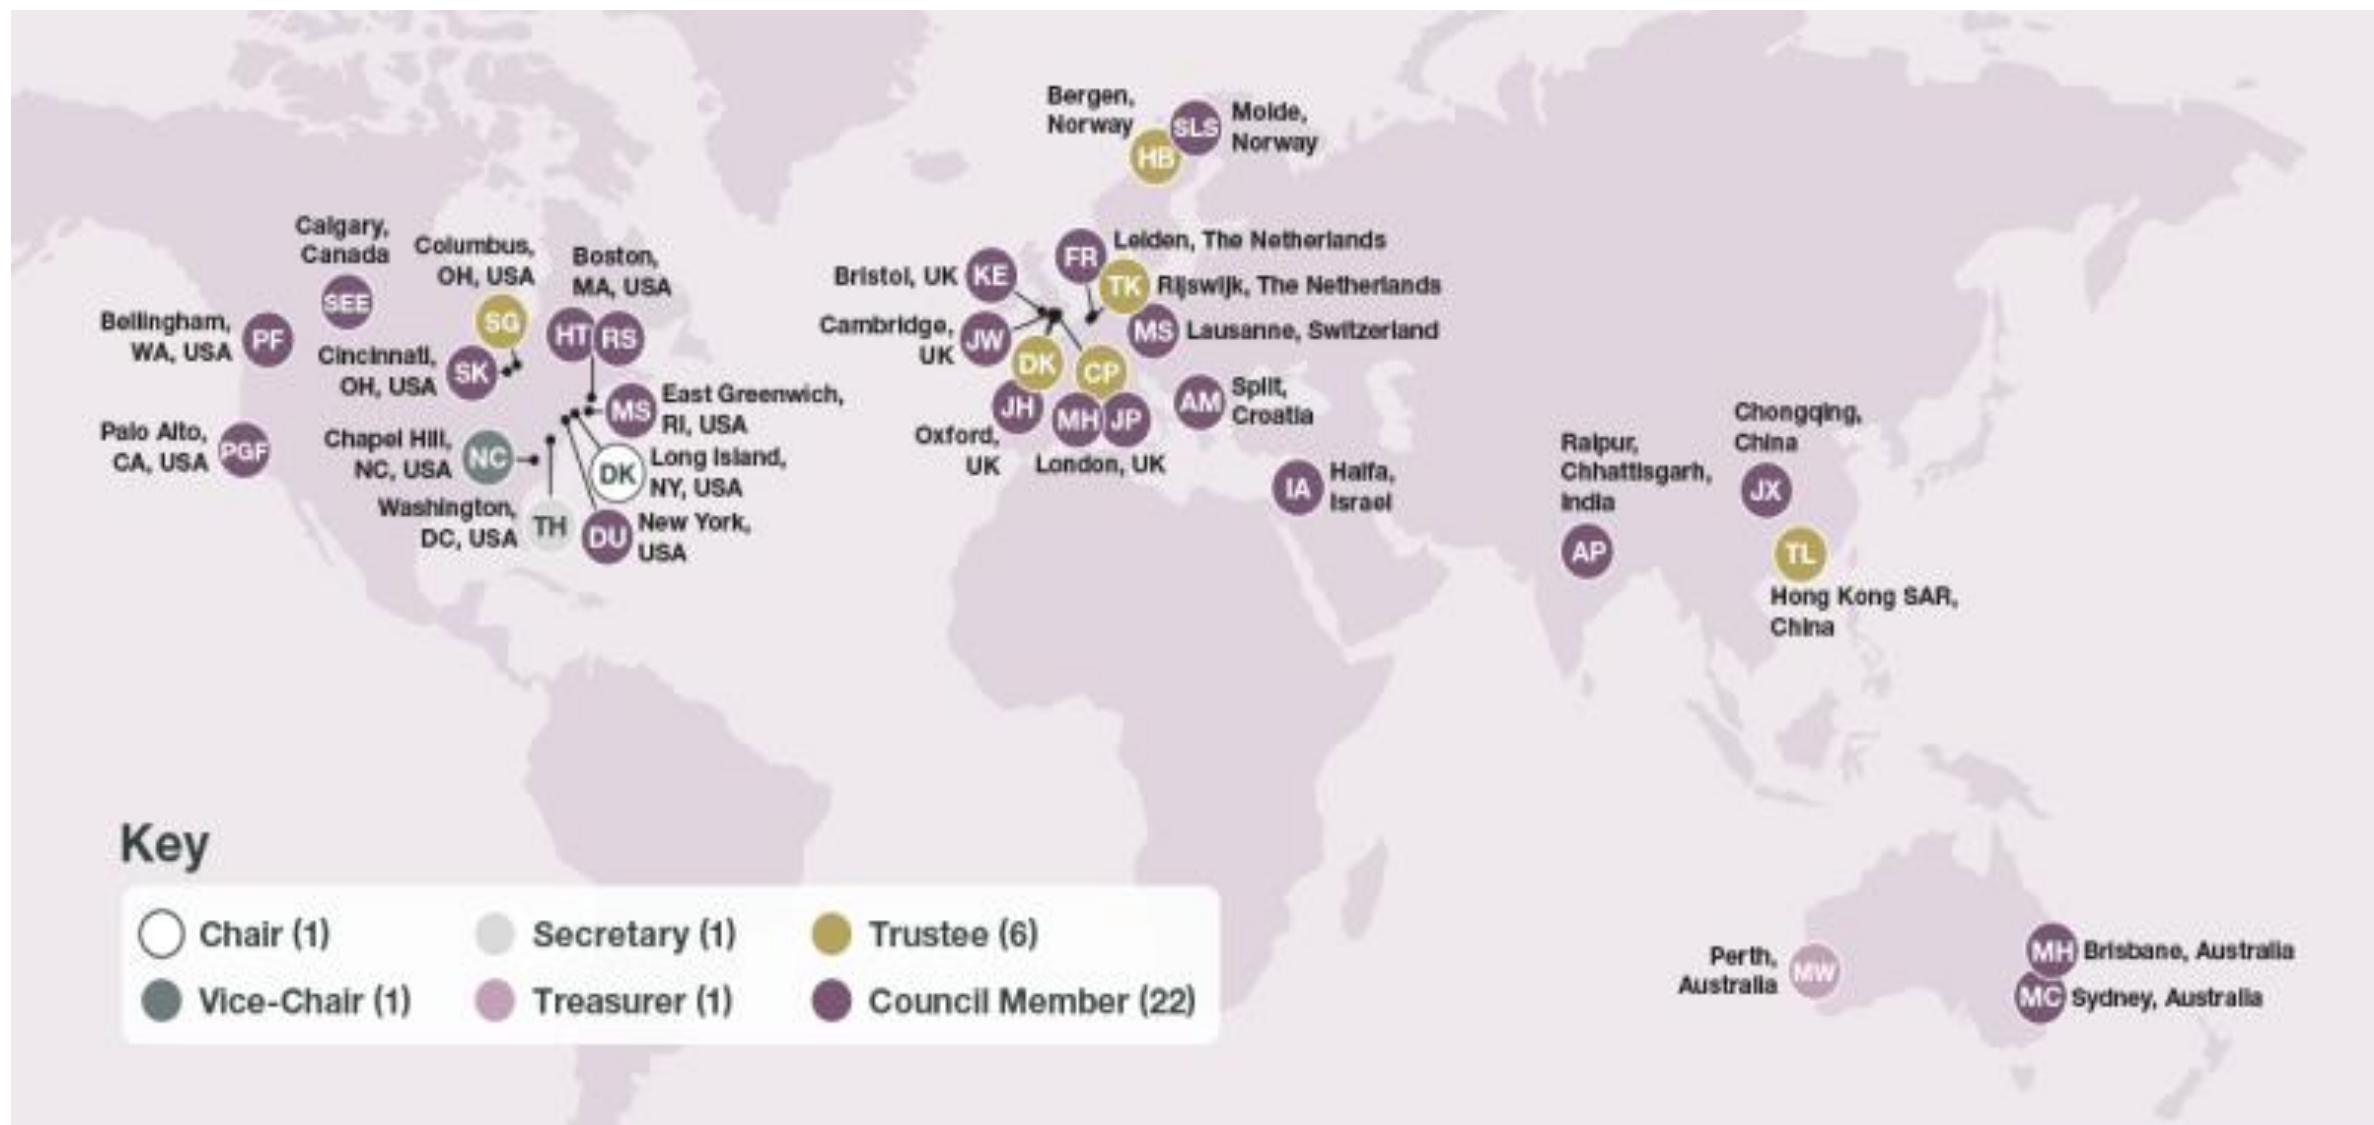 Bergen,
Norway
SLS
Molde,
Norway
HB
Calgary,
Canada
SEE
Columbus,
OH, USA
SG
Boston,
MA, USA
HT
RS
Bellingham,
WA, USA
PF
Cincinnati,
OH, USA
SK
MS
East Greenwich,
RI, USA
Palo Alto,
CA, USA
PGF
Chapel Hill,
NC, USA
NC
DK
Long Island,
NY, USA
Washington,
DC, USA
TH
DU
New York,
USA
Bristol, UK
KE
FR
Leiden, The Netherlands
TK
Rijswijk, The Netherlands
Cambridge,
UK
JW
MS
Lausanne, Switzerland
DK
CP
JH
Oxford,
UK
MH
JP
London, UK
AM
Split,
Croatia
IA
Haifa,
Israel
Raipur,
Chhattisgarh,
India
AP
Chongqing,
China
JX
TL
Hong Kong SAR,
China
Perth,
Australia
MW
MH
Brisbane, Australia
MC
Sydney, Australia
Key
Chair (1)
Secretary (1)
Trustee (6)
Vice-Chair (1)
Treasurer (1)
Council Member (22)